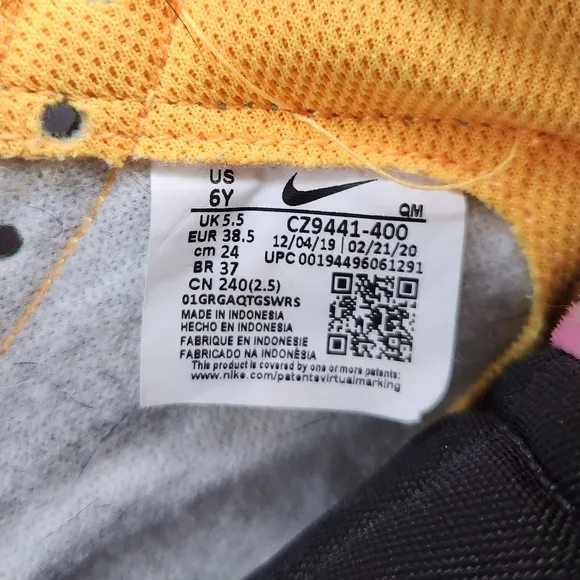 US
6Y
QM
UK 5.5
CZ9441-400
EUR 38.5
12/04/19 | 02/21/20
cm 24
UPC 00194496061291
BR 37
CN 240(2.5)
01GRGAQTGSWRS
MADE IN INDONESIA
HECHO EN INDONESIA
FABRIQUE EN INDONESIE
FABRICADO NA INDONÉSIA
This product is covered by one or more patents:
www.nike.com/patentsvirtualmarking